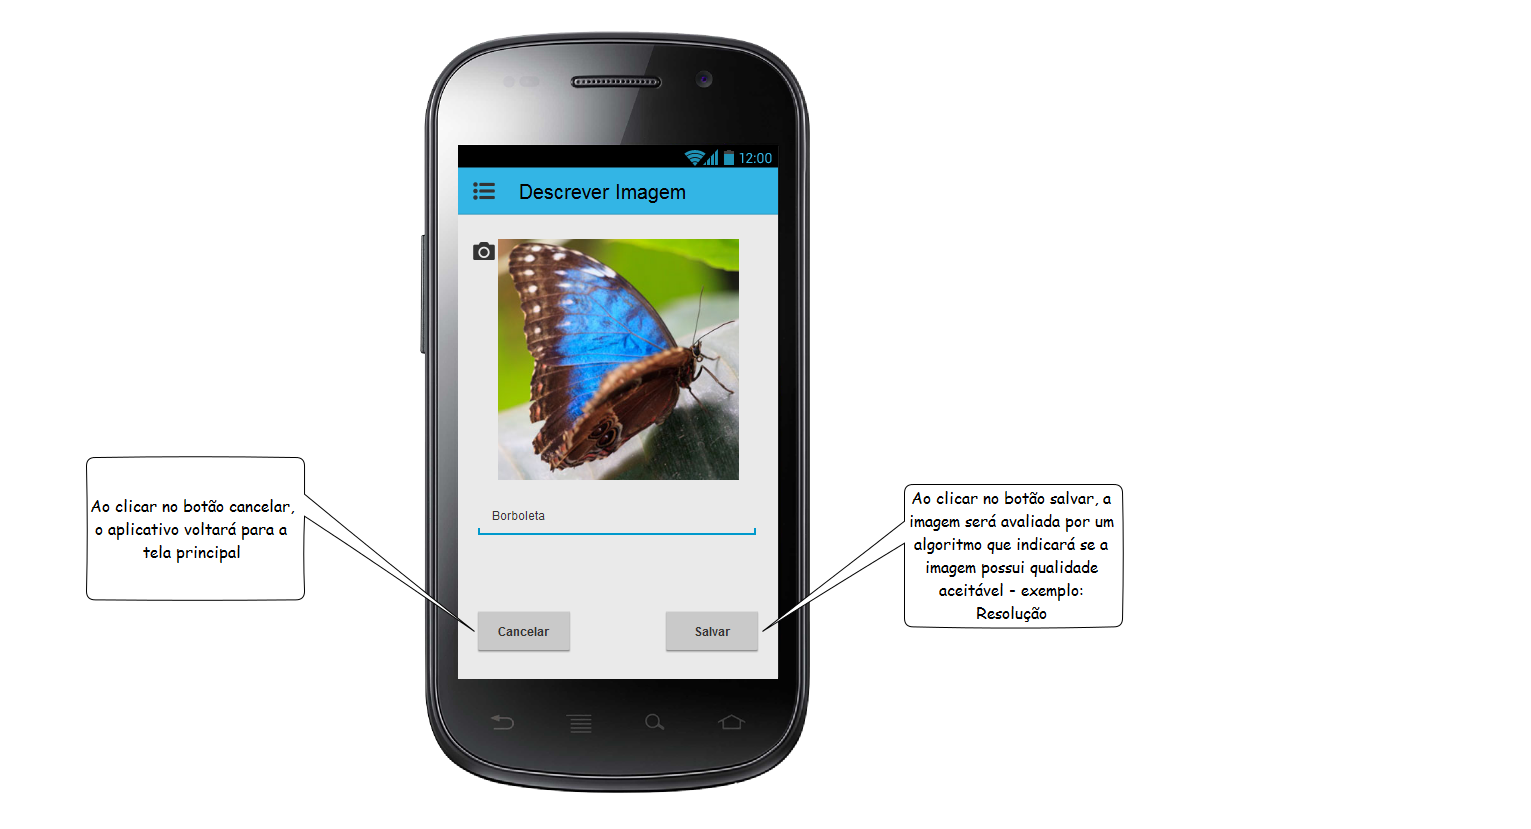 12:00
Descrever Imagem
Borboleta
Cancelar
Salvar
Ao clicar no botão cancelar,
o aplicativo voltará para a
tela principal
Ao clicar no botão salvar, a
imagem será avaliada por um
algoritmo que indicará se a
imagem possui qualidade
aceitável - exemplo:
Resolução